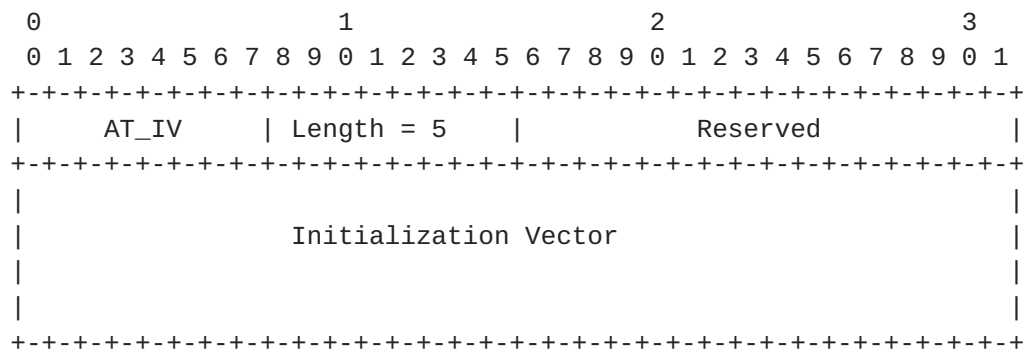 0                   1                   2                   3
 0 1 2 3 4 5 6 7 8 9 0 1 2 3 4 5 6 7 8 9 0 1 2 3 4 5 6 7 8 9 0 1
+-+-+-+-+-+-+-+-+-+-+-+-+-+-+-+-+-+-+-+-+-+-+-+-+-+-+-+-+-+-+-+-+
|     AT_IV     | Length = 5    |           Reserved            |
+-+-+-+-+-+-+-+-+-+-+-+-+-+-+-+-+-+-+-+-+-+-+-+-+-+-+-+-+-+-+-+-+
|                                                               |
|                 Initialization Vector                         |
|                                                               |
|                                                               |
+-+-+-+-+-+-+-+-+-+-+-+-+-+-+-+-+-+-+-+-+-+-+-+-+-+-+-+-+-+-+-+-+